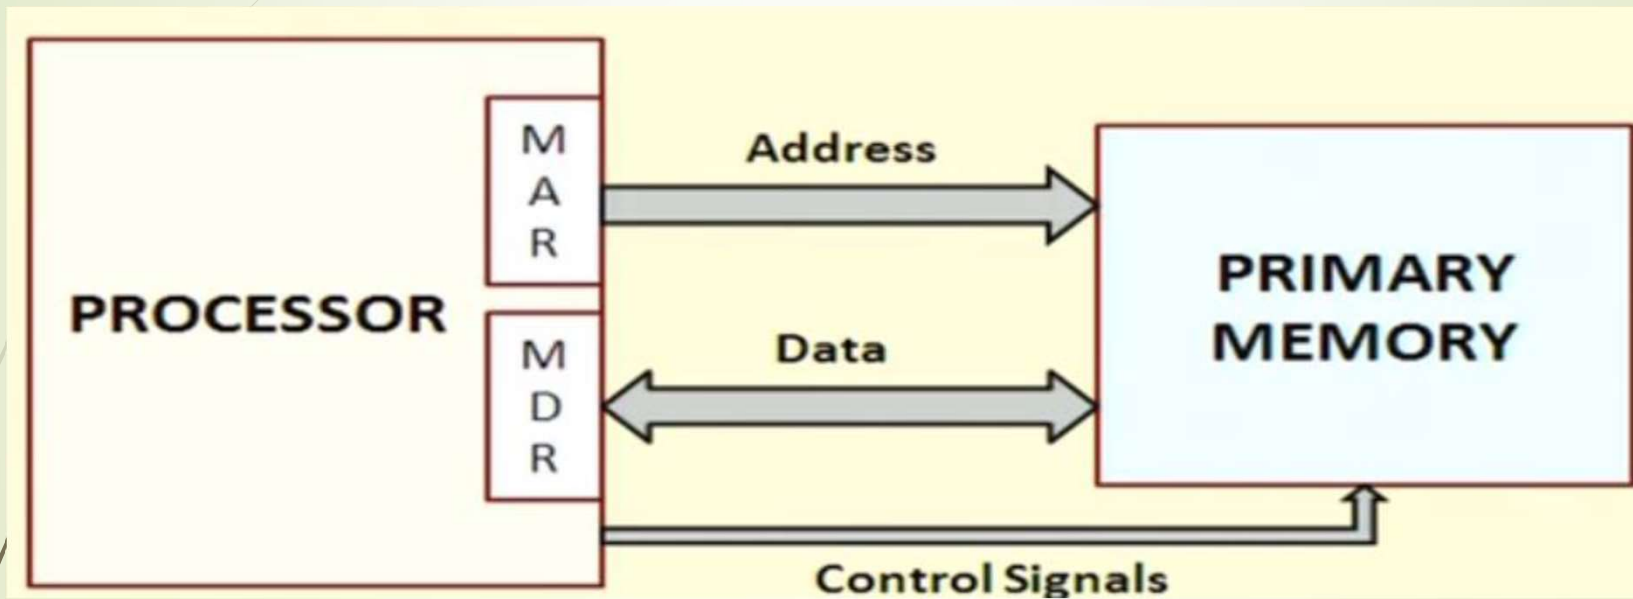 PROCESSOR
M
A
R
M
D
R
Address
Data
Control Signals
PRIMARY
MEMORY